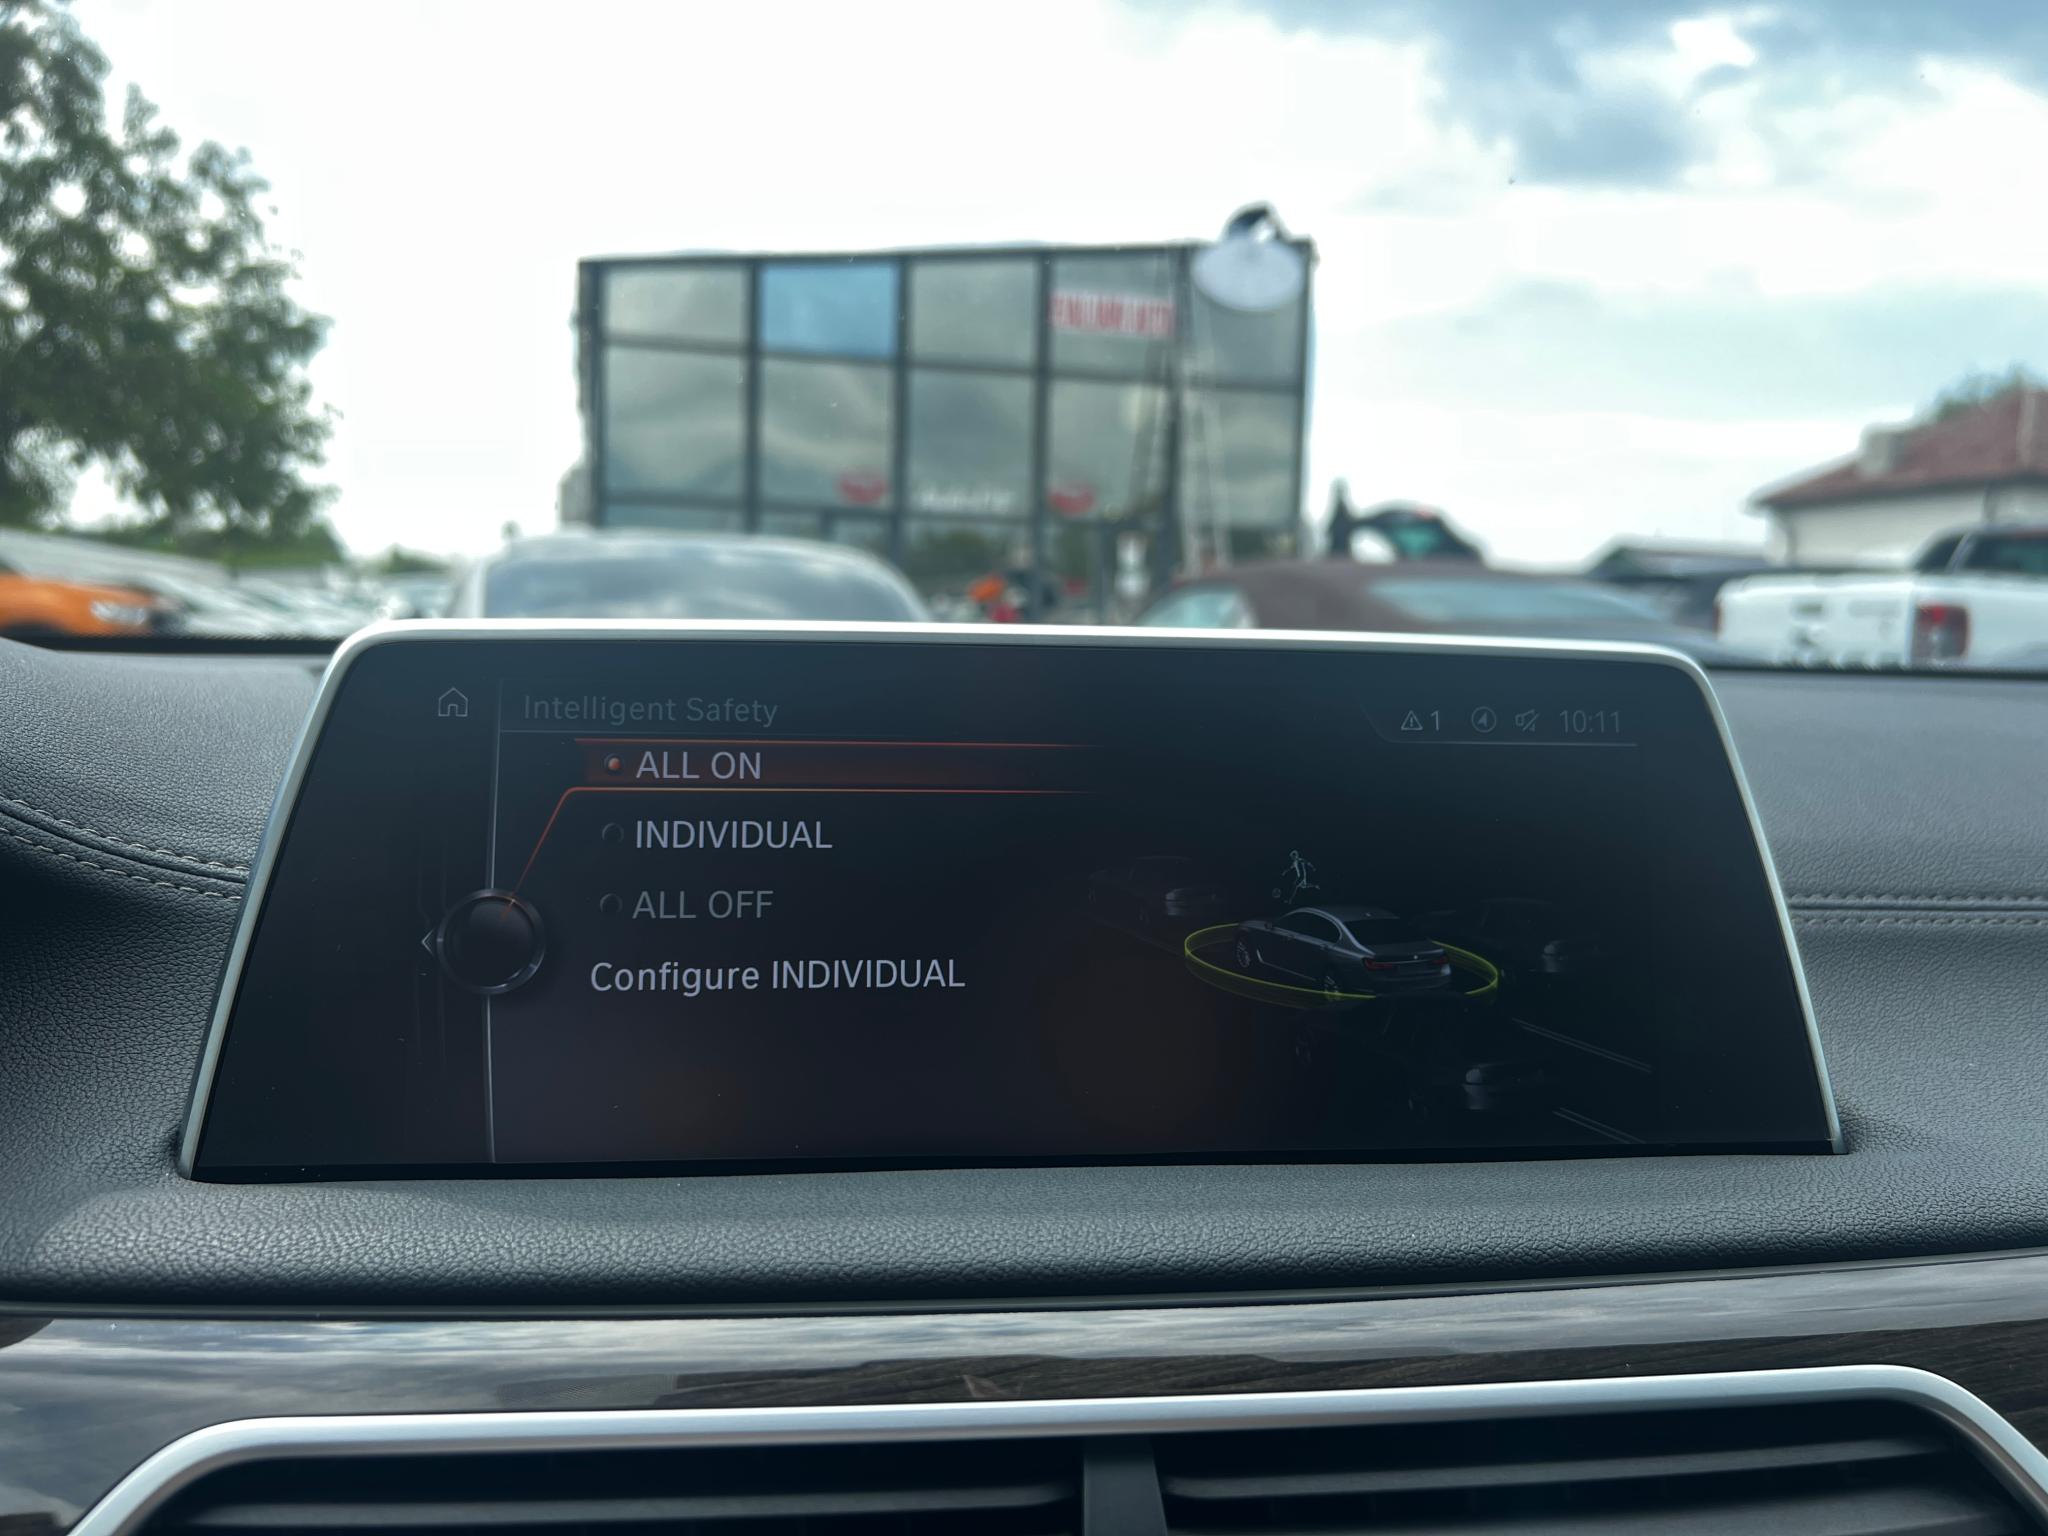 Intelligent Safety
1 10:11
ALL ON
INDIVIDUAL
ALL OFF
Configure INDIVIDUAL